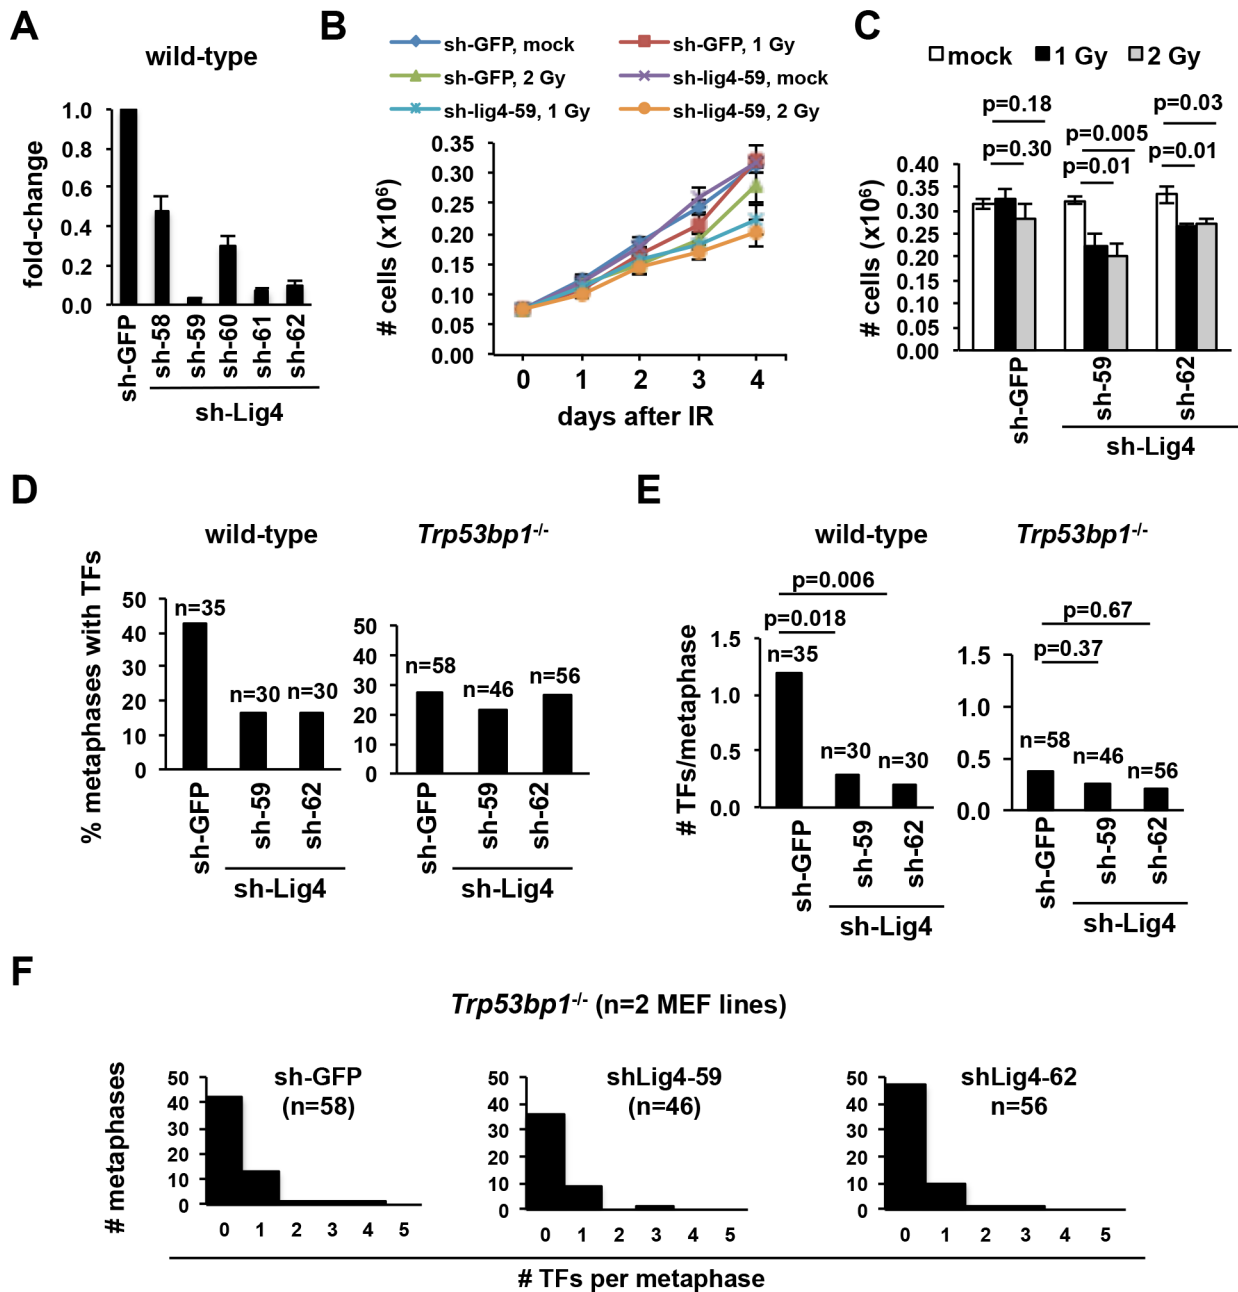 A
wild-type
fold-change
1.0
0.8
0.6
0.4
0.2
0.0
sh-GFP
sh-58
sh-59
sh-60
sh-61
sh-62
sh-Lig4
B
sh-GFP, mock
sh-GFP, 1 Gy
sh-GFP, 2 Gy
sh-lig4-59, mock
sh-lig4-59, 1 Gy
sh-lig4-59, 2 Gy
# cells (x10⁶)
0.35
0.30
0.25
0.20
0.15
0.10
0.05
0.00
0 1 2 3 4
days after IR
C
mock 1 Gy 2 Gy
p=0.18
p=0.30
p=0.005
p=0.01
p=0.03
p=0.01
# cells (x10⁶)
0.40
0.35
0.30
0.25
0.20
0.15
0.10
0.05
0.00
sh-GFP
sh-59
sh-62
sh-Lig4
D
wild-type
% metaphases with TFs
50
40
30
20
10
0
n=35
n=30
n=30
sh-GFP
sh-59
sh-62
sh-Lig4
Trp53bp1-/-
50
40
30
20
10
0
n=58
n=46
n=56
sh-GFP
sh-59
sh-62
sh-Lig4
E
wild-type
p=0.006
p=0.018
# TFs/metaphase
1.5
1.0
0.5
0.0
n=35
n=30
n=30
sh-GFP
sh-59
sh-62
sh-Lig4
Trp53bp1-/-
p=0.67
p=0.37
1.5
1.0
0.5
0.0
n=58
n=46
n=56
sh-GFP
sh-59
sh-62
sh-Lig4
F
Trp53bp1-/- (n=2 MEF lines)
# metaphases
sh-GFP
(n=58)
50
40
30
20
10
0
0 1 2 3 4 5
shLig4-59
(n=46)
50
40
30
20
10
0
0 1 2 3 4 5
shLig4-62
n=56
50
40
30
20
10
0
0 1 2 3 4 5
# TFs per metaphase